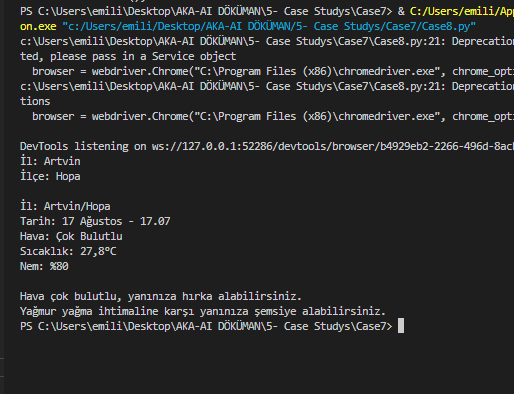 PS C:\Users\emili\Desktop\AKA-AI DÖKÜMAN\5- Case Studys\Case7> & C:/Users/emili/App
on.exe "c:/Users/emili/Desktop/AKA-AI DÖKÜMAN/5- Case Studys/Case7/Case8.py"
c:\Users\emili\Desktop\AKA-AI DÖKÜMAN\5- Case Studys\Case7\Case8.py:21: Deprecation
ted, please pass in a Service object
browser = webdriver.Chrome("C:\Program Files (x86)\chromedriver.exe", chrome_opti
c:\Users\emili\Desktop\AKA-AI DÖKÜMAN\5- Case Studys\Case7\Case8.py:21: Deprecation
tions
browser = webdriver.Chrome("C:\Program Files (x86)\chromedriver.exe", chrome_opti
DevTools listening on ws://127.0.0.1:52286/devtools/browser/b4929eb2-2266-496d-8ac
İl: Artvin
İlçe: Hopa
İl: Artvin/Hopa
Tarih: 17 Ağustos - 17.07
Hava: Çok Bulutlu
Sıcaklık: 27,8°C
Nem: %80
Hava çok bulutlu, yanınıza hırka alabilirsiniz.
Yağmur yağma ihtimaline karşı yanınıza şemsiye alabilirsiniz.
PS C:\Users\emili\Desktop\AKA-AI DÖKÜMAN\5- Case Studys\Case7>